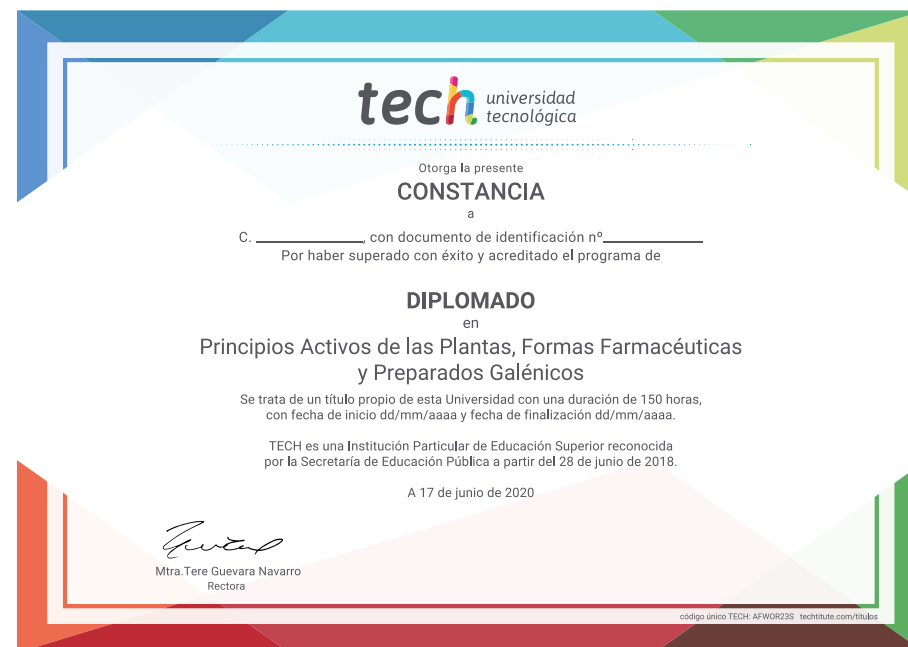 tech universidad
tecnológica
Otorga la presente
CONSTANCIA
a
C. ____________, con documento de identificación nº____________
Por haber superado con éxito y acreditado el programa de
DIPLOMADO
en
Principios Activos de las Plantas, Formas Farmacéuticas
y Preparados Galénicos
Se trata de un título propio de esta Universidad con una duración de 150 horas,
con fecha de inicio dd/mm/aaaa y fecha de finalización dd/mm/aaaa.
TECH es una Institución Particular de Educación Superior reconocida
por la Secretaría de Educación Pública a partir del 28 de junio de 2018.
A 17 de junio de 2020
Mtra.Tere Guevara Navarro
Rectora
código único TECH: AFWOR23S techtitute.com/titulos